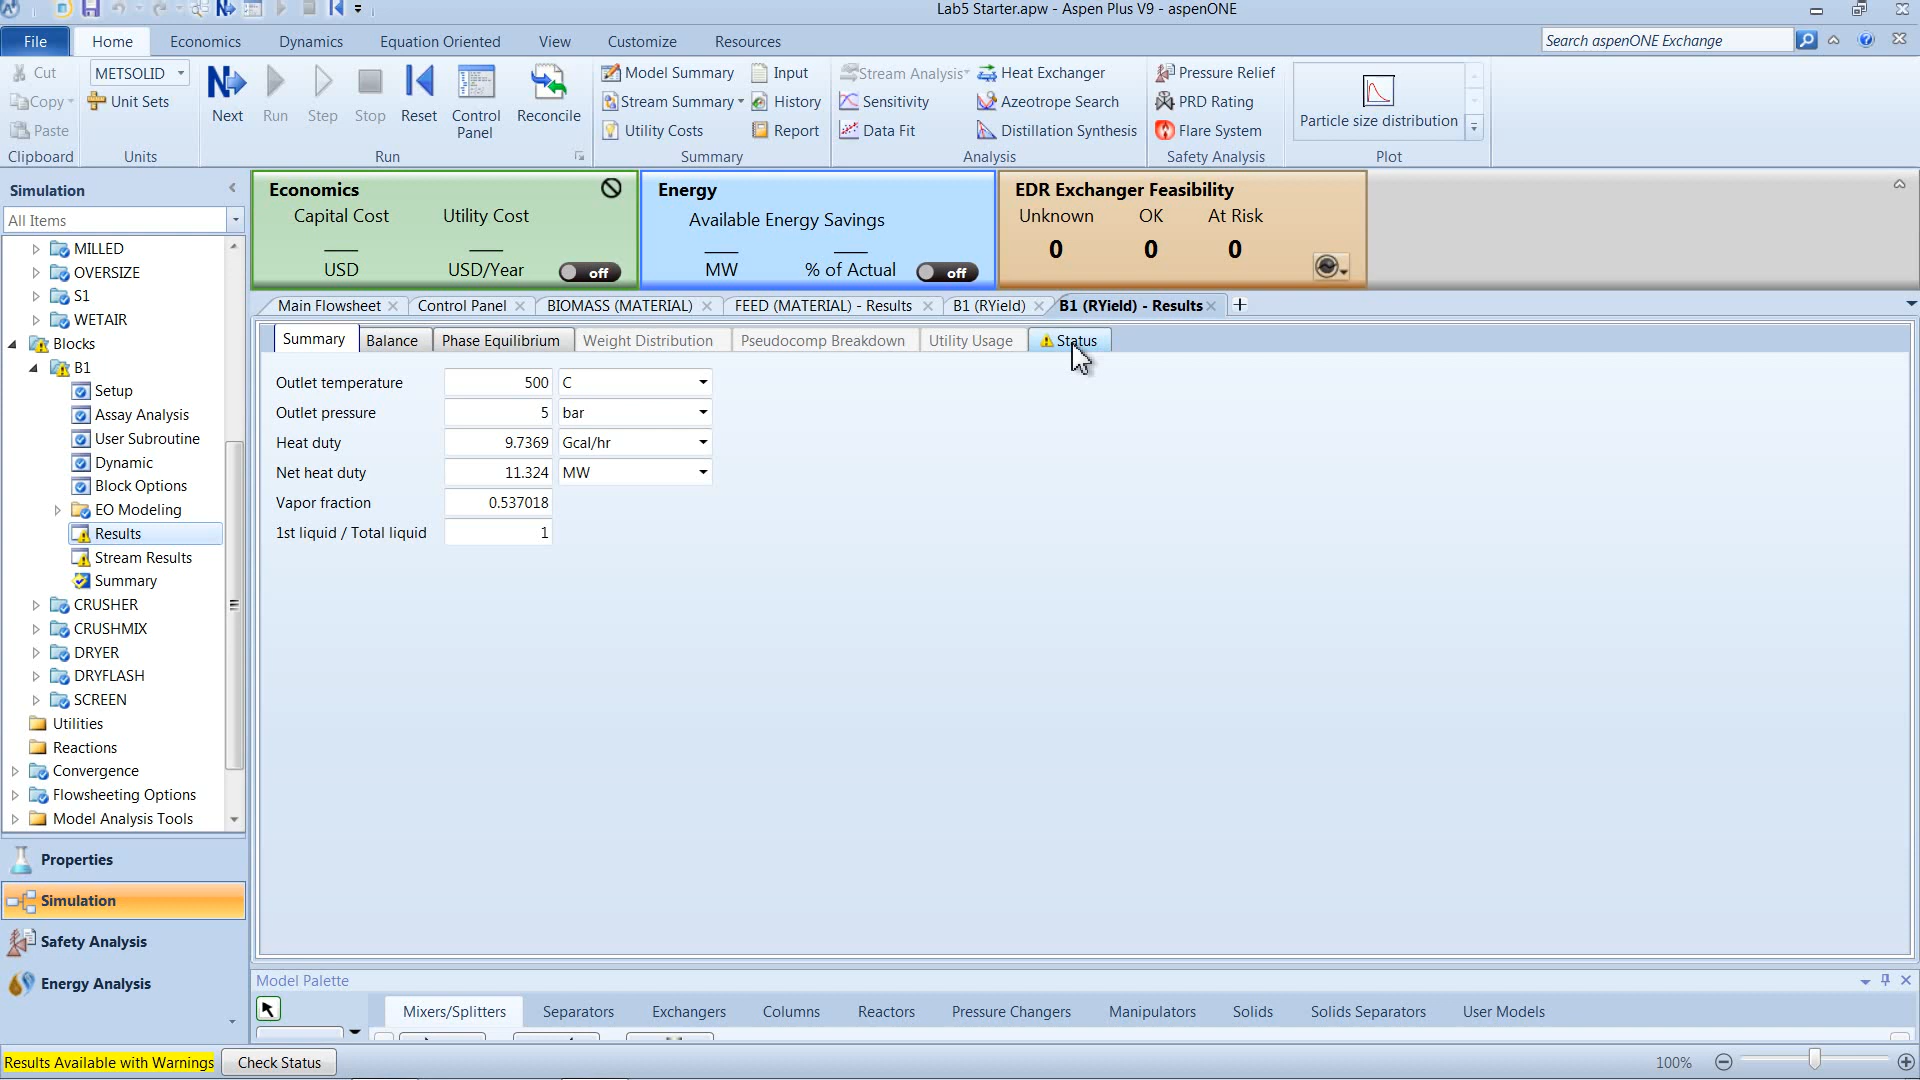 Lab5 Starter.apw - Aspen Plus V9 - aspenONE
File Home Economics Dynamics Equation Oriented View Customize Resources Search aspenONE Exchange
Cut METSOLID Model Summary Input Stream Analysis Heat Exchanger Pressure Relief
Copy Unit Sets Stream Summary History Sensitivity Azeotrope Search PRD Rating
Next Run Step Stop Reset Control Panel Reconcile Particle size distribution
Paste Utility Costs Report Data Fit Distillation Synthesis Flare System
Clipboard Units Run Summary Analysis Safety Analysis Plot
Simulation
All Items
MILLED
OVERSIZE
S1
WETAIR
Blocks
B1
Setup
Assay Analysis
User Subroutine
Dynamic
Block Options
EO Modeling
Results
Stream Results
Summary
CRUSHER
CRUSHMIX
DRYER
DRYFLASH
SCREEN
Utilities
Reactions
Convergence
Flowsheeting Options
Model Analysis Tools
Properties
Simulation
Safety Analysis
Energy Analysis
Economics
Capital Cost Utility Cost
USD USD/Year off
Energy
Available Energy Savings
MW % of Actual off
EDR Exchanger Feasibility
Unknown OK At Risk
0 0 0
Main Flowsheet Control Panel BIOMASS (MATERIAL) FEED (MATERIAL) - Results B1 (RYield) B1 (RYield) - Results
Summary Balance Phase Equilibrium Weight Distribution Pseudocomp Breakdown Utility Usage Status
Outlet temperature 500 C
Outlet pressure 5 bar
Heat duty 9.7369 Gcal/hr
Net heat duty 11.324 MW
Vapor fraction 0.537018
1st liquid / Total liquid 1
Model Palette
Mixers/Splitters Separators Exchangers Columns Reactors Pressure Changers Manipulators Solids Solids Separators User Models
Results Available with Warnings Check Status 100%